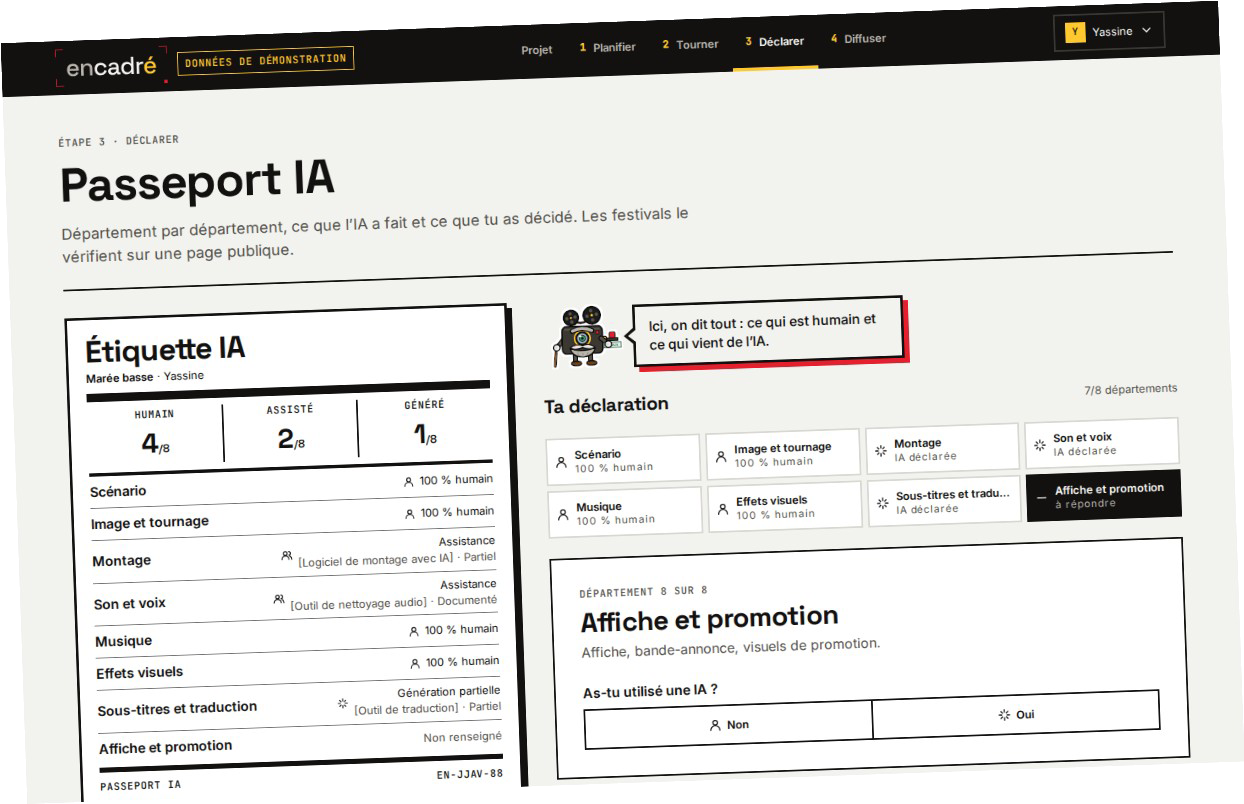 encadré
DONNÉES DE DÉMONSTRATION
Projet
1 Planifier
2 Tourner
3 Déclarer
4 Diffuser
Y Yassine
ÉTAPE 3 · DÉCLARER
Passeport IA
Département par département, ce que l’IA a fait et ce que tu as décidé. Les festivals le
vérifient sur une page publique.
Étiquette IA
Marée basse · Yassine
HUMAIN
4/8
ASSISTÉ
2/8
GÉNÉRÉ
1/8
Scénario
100 % humain
Image et tournage
100 % humain
Montage
Assistance
[Logiciel de montage avec IA] · Partiel
Son et voix
Assistance
[Outil de nettoyage audio] · Documenté
Musique
100 % humain
Effets visuels
100 % humain
Sous-titres et traduction
Génération partielle
[Outil de traduction] · Partiel
Affiche et promotion
Non renseigné
PASSEPORT IA
EN-JJAV-88
Ici, on dit tout : ce qui est humain et
ce qui vient de l’IA.
Ta déclaration
7/8 départements
Scénario
100 % humain
Image et tournage
100 % humain
Montage
IA déclarée
Son et voix
IA déclarée
Musique
100 % humain
Effets visuels
100 % humain
Sous-titres et tradu...
IA déclarée
Affiche et promotion
à répondre
DÉPARTEMENT 8 SUR 8
Affiche et promotion
Affiche, bande-annonce, visuels de promotion.
As-tu utilisé une IA ?
Non
Oui